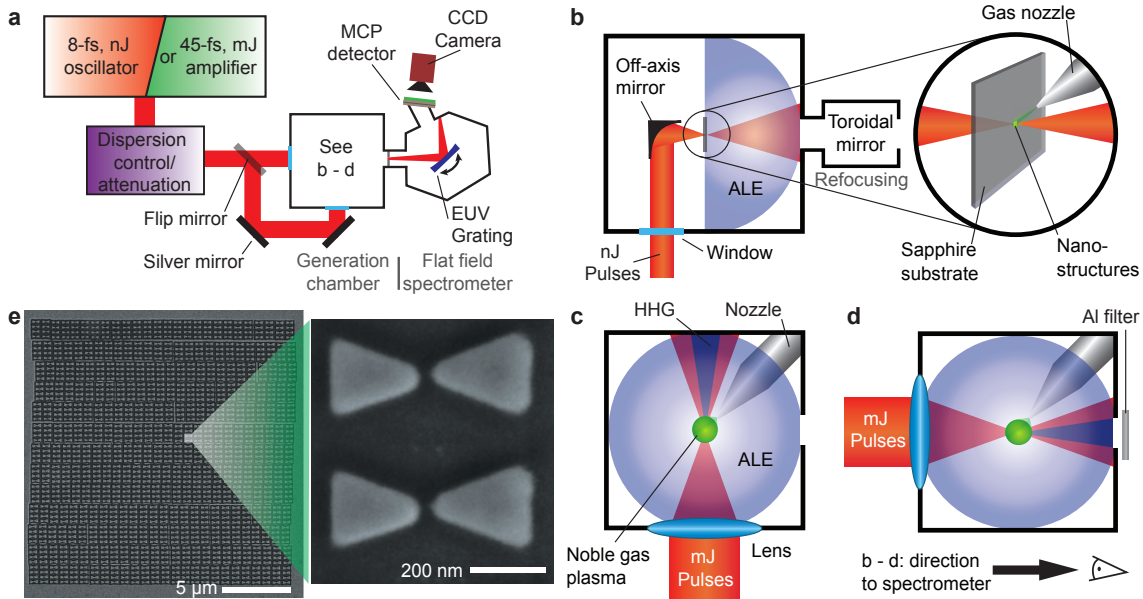 a
8-fs, nJ
oscillator
or
45-fs, mJ
amplifier
MCP
detector
CCD
Camera
Dispersion
control/
attenuation
See
b - d
Flip mirror
Silver mirror
EUV
Grating
Generation
chamber
Flat field
spectrometer
b
Off-axis
mirror
ALE
Toroidal
mirror
Refocusing
Window
nJ
Pulses
Gas nozzle
Sapphire
substrate
Nano-
structures
e
5 µm
200 nm
c
HHG
Nozzle
ALE
Noble gas
plasma
mJ
Pulses
Lens
d
Al filter
mJ
Pulses
b - d: direction
to spectrometer